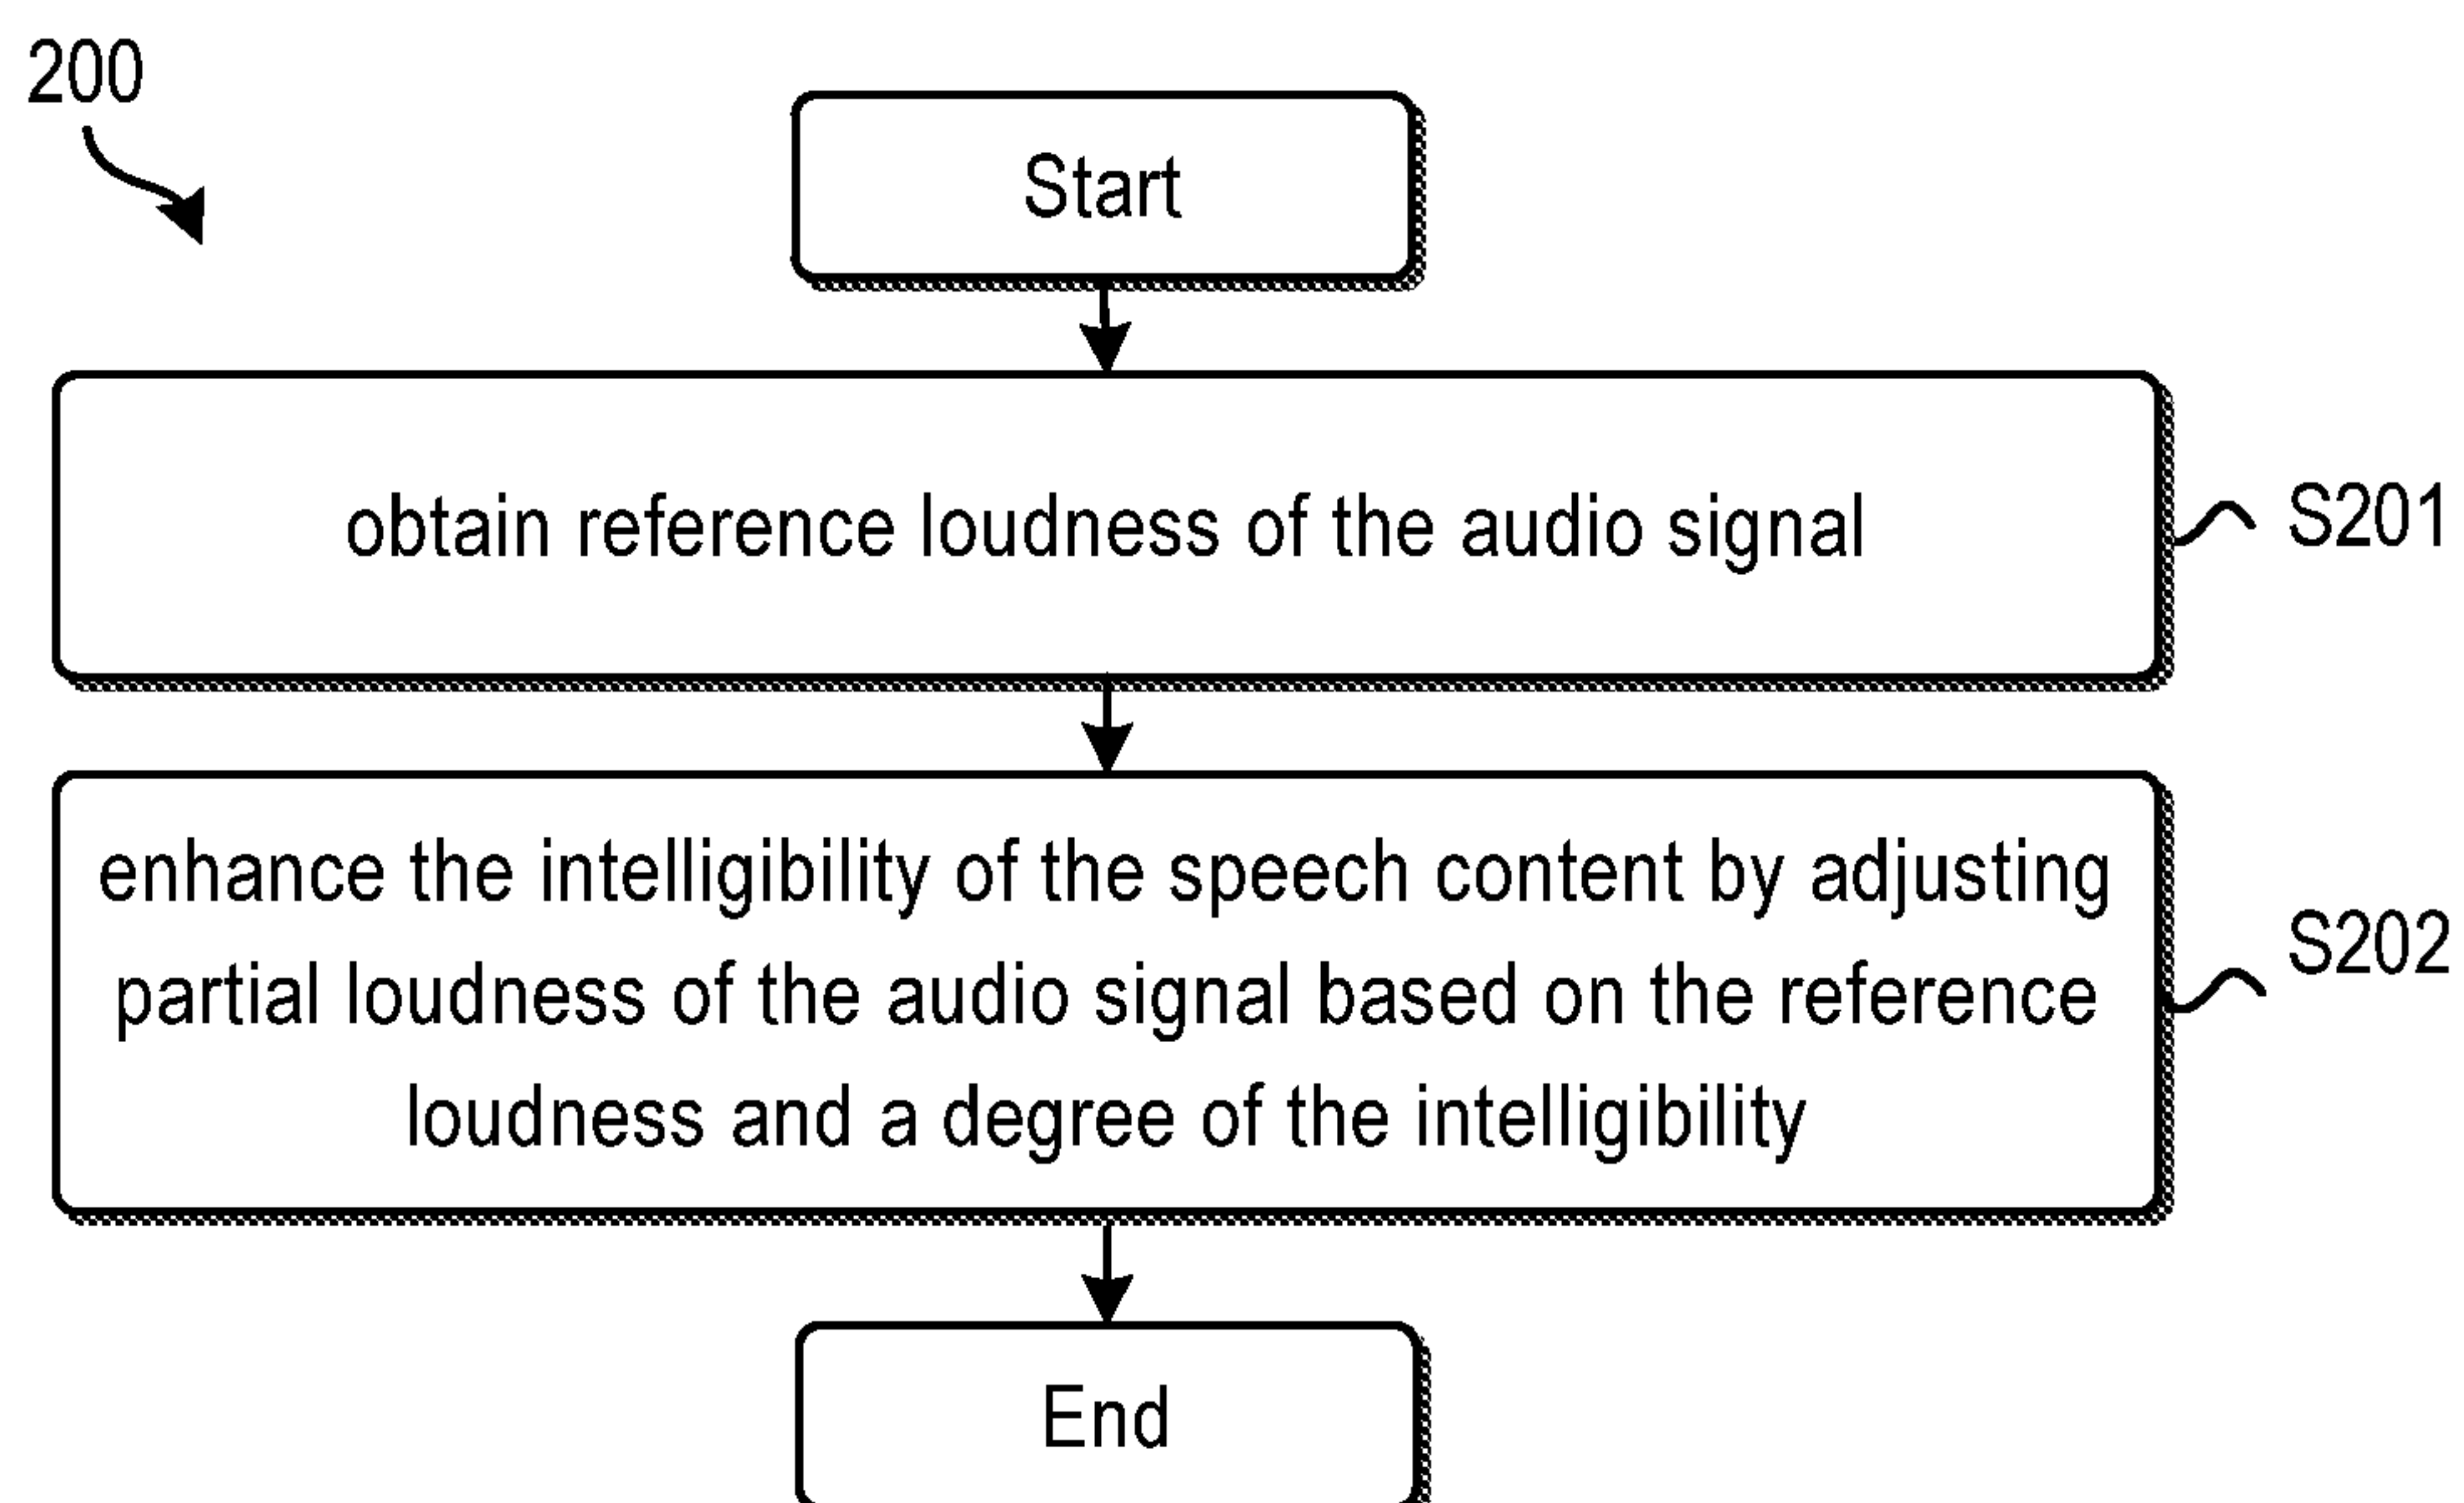 200
Start
obtain reference loudness of the audio signal
S201
enhance the intelligibility of the speech content by adjusting
partial loudness of the audio signal based on the reference
loudness and a degree of the intelligibility
S202
End